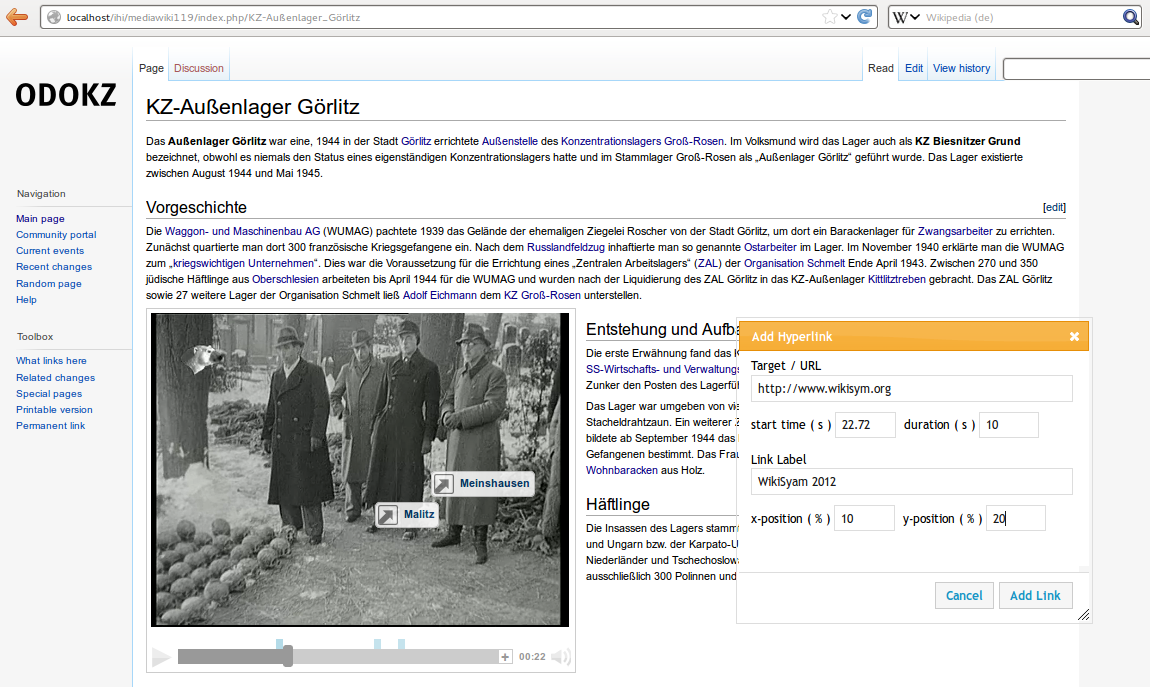 localhost/ihi/mediawiki119/index.php/KZ-Außenlager_Görlitz
W Wikipedia (de)
ODOKZ
Page Discussion
Read Edit View history
KZ-Außenlager Görlitz
Das Außenlager Görlitz war eine, 1944 in der Stadt Görlitz errichtete Außenstelle des Konzentrationslagers Groß-Rosen. Im Volksmund wird das Lager auch als KZ Biesnitzer Grund
bezeichnet, obwohl es niemals den Status eines eigenständigen Konzentrationslagers hatte und im Stammlager Groß-Rosen als „Außenlager Görlitz“ geführt wurde. Das Lager existierte
zwischen August 1944 und Mai 1945.
Navigation
Main page
Community portal
Current events
Recent changes
Random page
Help
Toolbox
What links here
Related changes
Special pages
Printable version
Permanent link
Vorgeschichte [edit]
Die Waggon- und Maschinenbau AG (WUMAG) pachtete 1939 das Gelände der ehemaligen Ziegelei Roscher von der Stadt Görlitz, um dort ein Barackenlager für Zwangsarbeiter zu errichten.
Zunächst quartierte man dort 300 französische Kriegsgefangene ein. Nach dem Russlandfeldzug inhaftierte man so genannte Ostarbeiter im Lager. Im November 1940 erklärte man die WUMAG
zum „kriegswichtigen Unternehmen“. Dies war die Voraussetzung für die Errichtung eines „Zentralen Arbeitslagers“ (ZAL) der Organisation Schmelt Ende April 1943. Zwischen 270 und 350
jüdische Häftlinge aus Oberschlesien arbeiteten bis April 1944 für die WUMAG und wurden nach der Liquidierung des ZAL Görlitz in das KZ-Außenlager Kittlitztreben gebracht. Das ZAL Görlitz
sowie 27 weitere Lager der Organisation Schmelt ließ Adolf Eichmann dem KZ Groß-Rosen unterstellen.
Meinshausen
Malitz
00:22
Entstehung und Aufba
Die erste Erwähnung fand das K
SS-Wirtschafts- und Verwaltungs
Zunker den Posten des Lagerfüh
Das Lager war umgeben von vie
Stacheldrahtzaun. Ein weiterer Z
bildete ab September 1944 das
Gefangenen bestimmt. Das Frau
Wohnbaracken aus Holz.
Häftlinge
Die Insassen des Lagers stamm
und Ungarn bzw. der Karpato-U
Niederländer und Tschechoslow
ausschließlich 300 Polinnen und
Add Hyperlink
Target / URL
http://www.wikisym.org
start time ( s ) 22.72 duration ( s ) 10
Link Label
WikiSyam 2012
x-position ( % ) 10 y-position ( % ) 20
Cancel Add Link